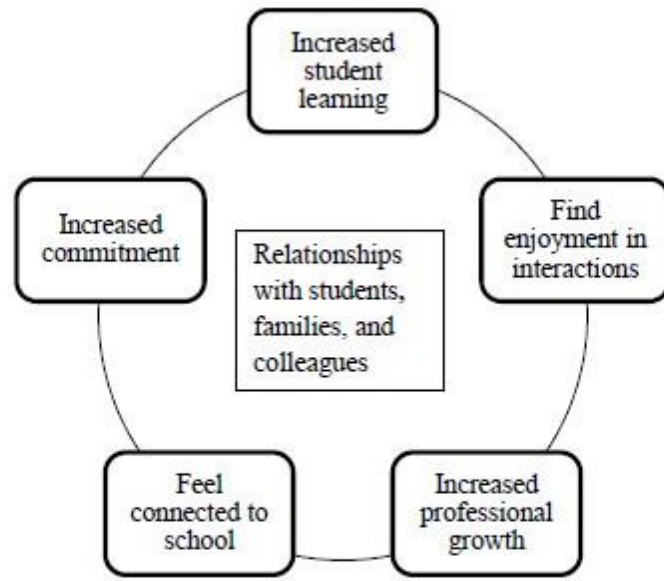 Increased
student
learning
Find
enjoyment in
interactions
Increased
professional
growth
Feel
connected to
school
Increased
commitment
Relationships
with students,
families, and
colleagues